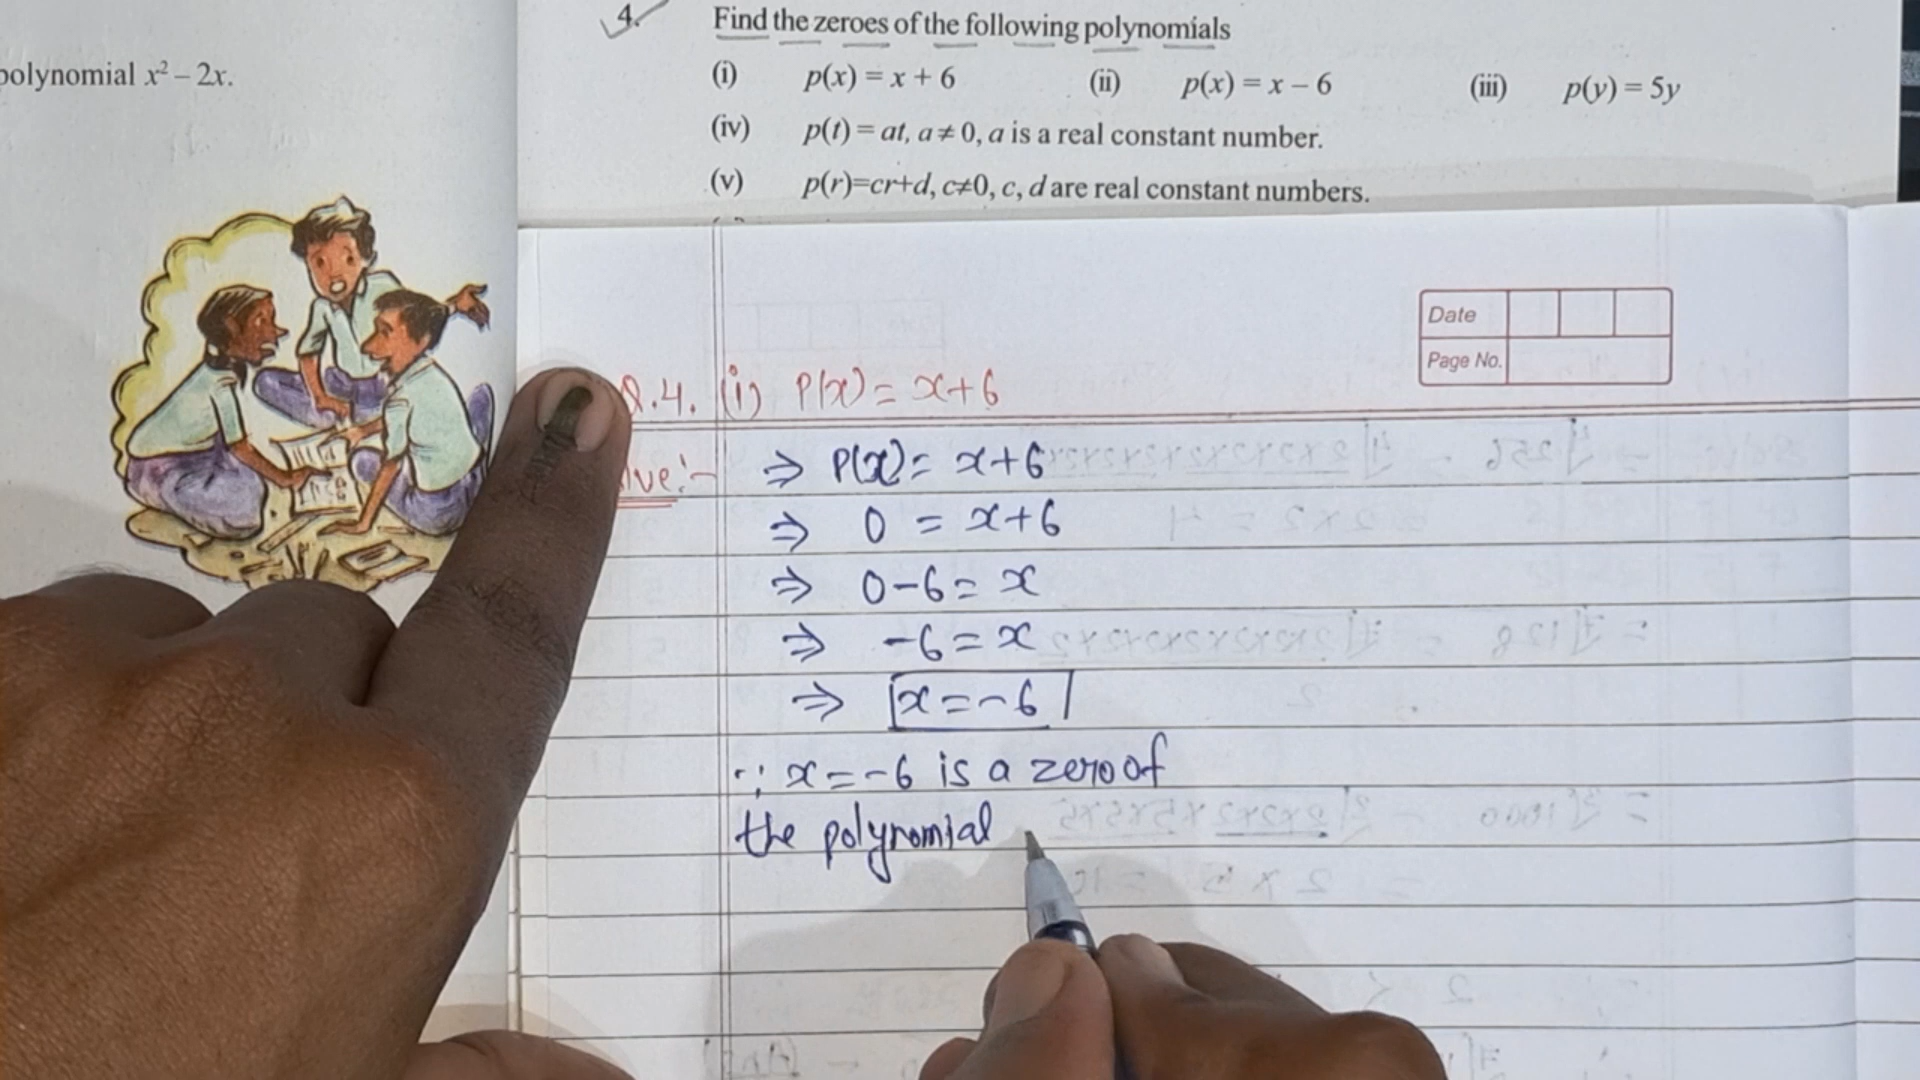 polynomial x² – 2x.
4. Find the zeroes of the following polynomials
(i) p(x) = x + 6 (ii) p(x) = x – 6 (iii) p(y) = 5y
(iv) p(t) = at, a ≠ 0, a is a real constant number.
(v) p(r)=cr+d, c≠0, c, d are real constant numbers.
Date
Page No.
Q.4. (i) P(x) = x+6
lve:- ⇒ P(x) = x+6
⇒ 0 = x+6
⇒ 0-6 = x
⇒ -6 = x
⇒ x = -6
∵ x = -6 is a zero of
the polynomial